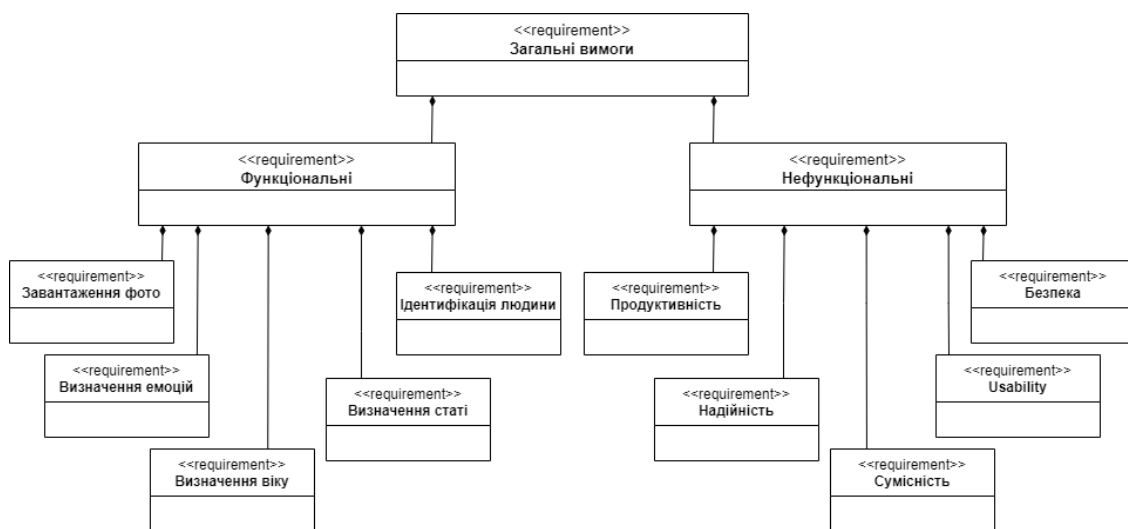 <<requirement>>
Загальні вимоги
<<requirement>>
Функціональні
<<requirement>>
Нефункціональні
<<requirement>>
Завантаження фото
<<requirement>>
Ідентифікація людини
<<requirement>>
Продуктивність
<<requirement>>
Безпека
<<requirement>>
Визначення емоцій
<<requirement>>
Визначення статі
<<requirement>>
Надійність
<<requirement>>
Usability
<<requirement>>
Визначення віку
<<requirement>>
Сумісність